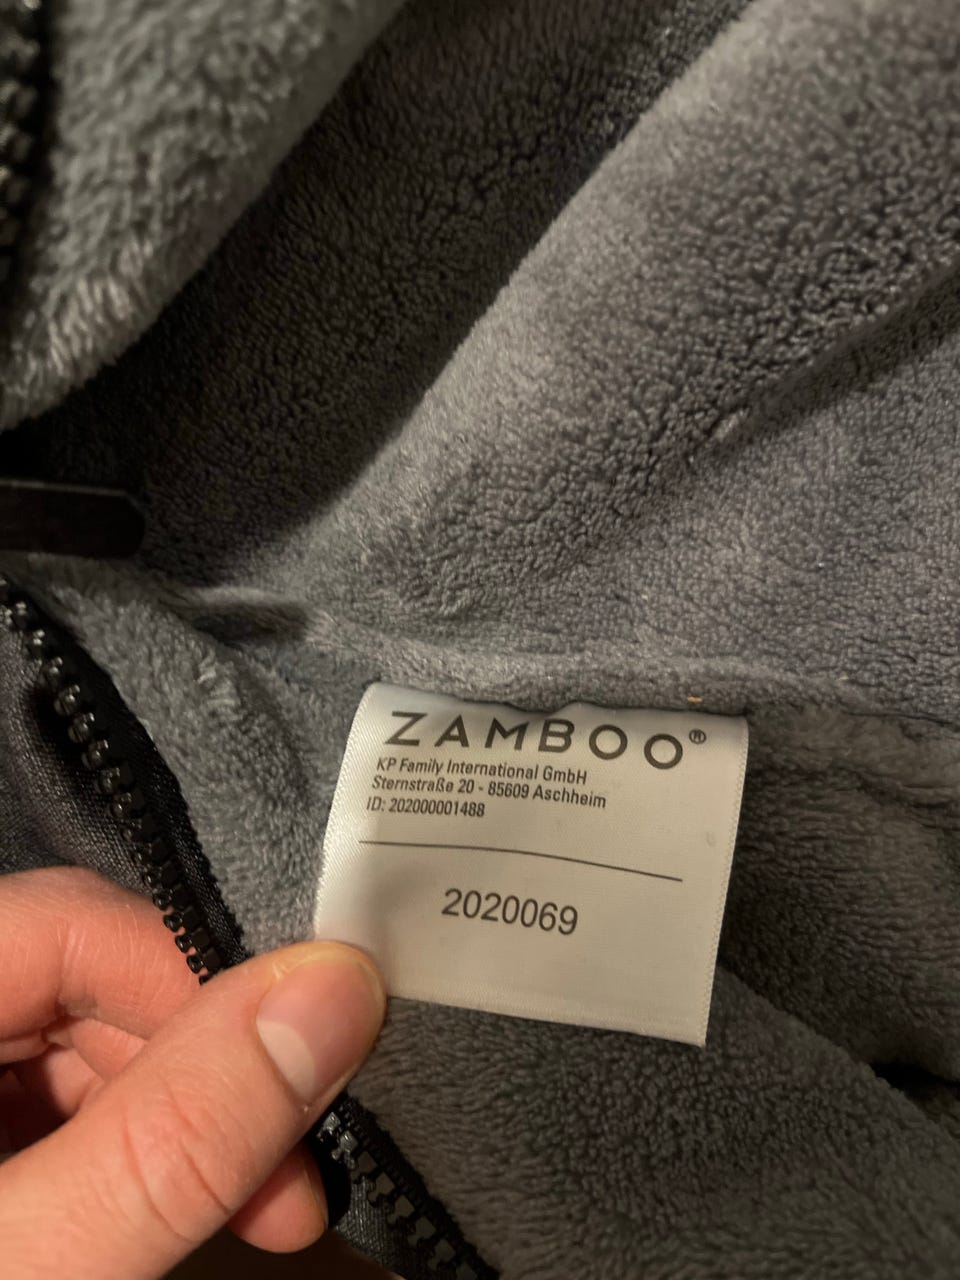 ZAMBOO®
KP Family International GmbH
Sternstraße 20 - 85609 Aschheim
ID: 202000001488
2020069